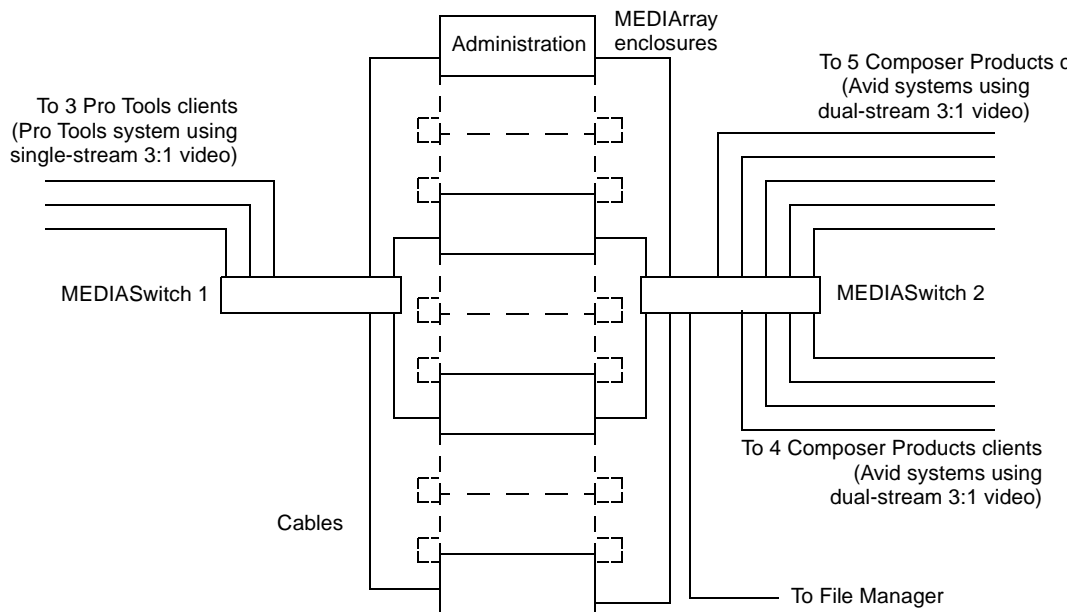 MEDIArray
enclosures
Administration
To 5 Composer Products c
(Avid systems using
dual-stream 3:1 video)
To 3 Pro Tools clients
(Pro Tools system using
single-stream 3:1 video)
MEDIASwitch 1
MEDIASwitch 2
To 4 Composer Products clients
(Avid systems using
dual-stream 3:1 video)
Cables
To File Manager